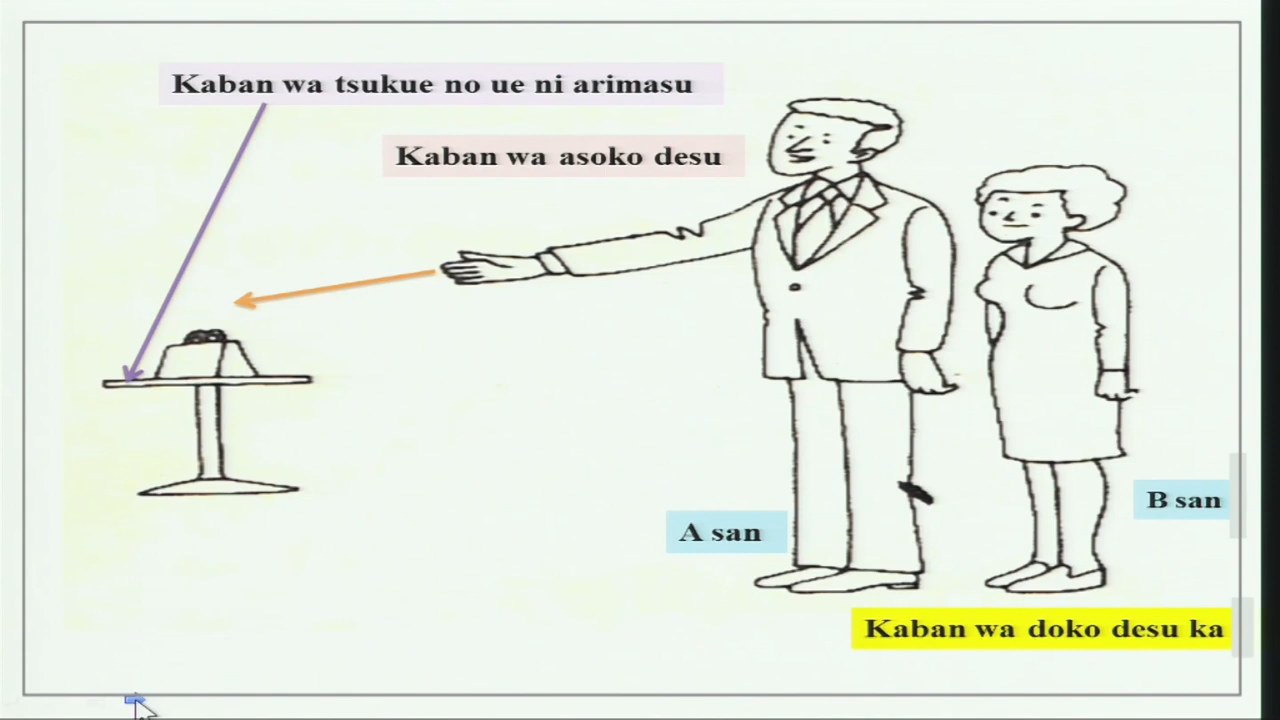 Kaban wa tsukue no ue ni arimasu
Kaban wa asoko desu
B san
A san
Kaban wa doko desu ka